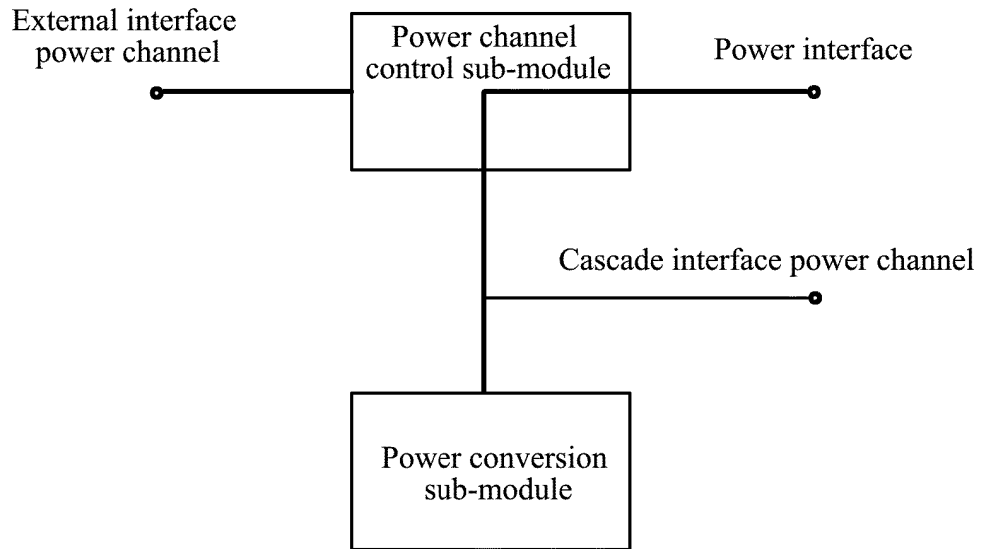 External interface
power channel
Power channel
control sub-module
Power interface
Cascade interface power channel
Power conversion
sub-module